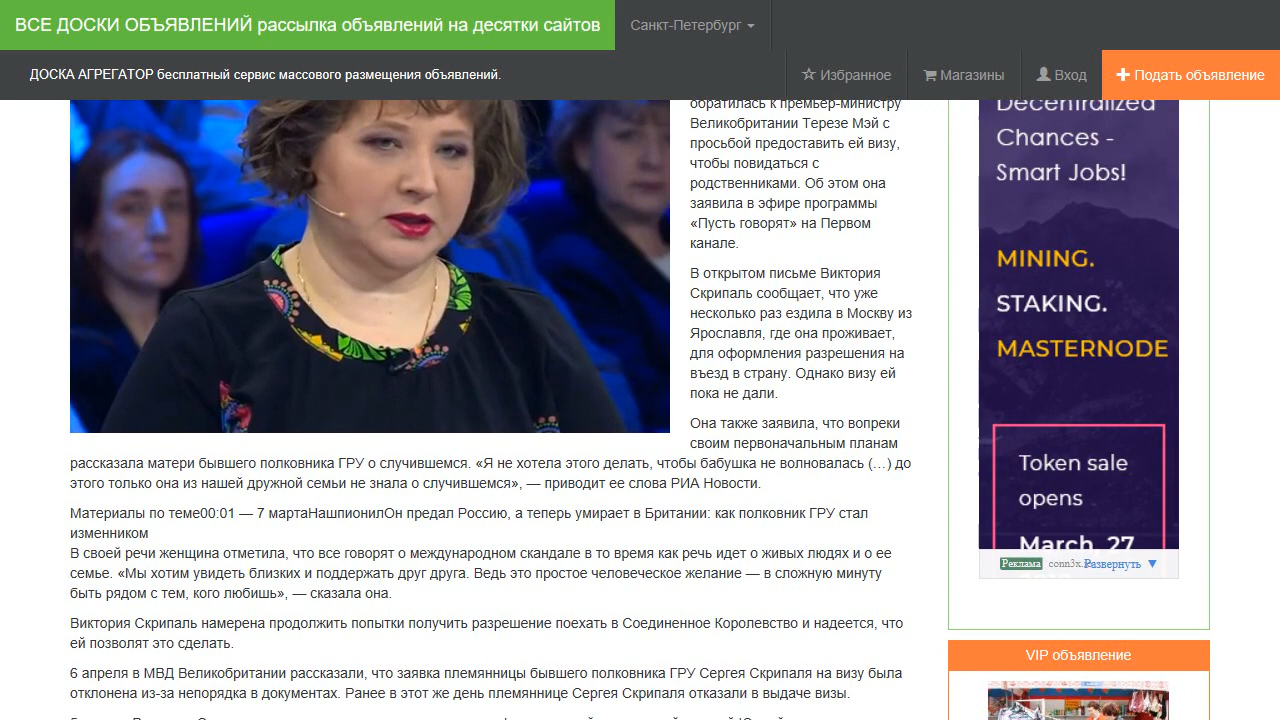 ВСЕ ДОСКИ ОБЪЯВЛЕНИЙ рассылка объявлений на десятки сайтов
Санкт-Петербург
ДОСКА АГРЕГАТОР бесплатный сервис массового размещения объявлений.
Избранное
Магазины
Вход
Подать объявление
обратилась к премьер-министру
Великобритании Терезе Мэй с
просьбой предоставить ей визу,
чтобы повидаться с
родственниками. Об этом она
заявила в эфире программы
«Пусть говорят» на Первом
канале.
В открытом письме Виктория
Скрипаль сообщает, что уже
несколько раз ездила в Москву из
Ярославля, где она проживает,
для оформления разрешения на
въезд в страну. Однако визу ей
пока не дали.
Она также заявила, что вопреки
своим первоначальным планам
рассказала матери бывшего полковника ГРУ о случившемся. «Я не хотела этого делать, чтобы бабушка не волновалась (…) до
этого только она из нашей дружной семьи не знала о случившемся», — приводит ее слова РИА Новости.
Материалы по теме00:01 — 7 мартаНашпионилОн предал Россию, а теперь умирает в Британии: как полковник ГРУ стал
изменником
В своей речи женщина отметила, что все говорят о международном скандале в то время как речь идет о живых людях и о ее
семье. «Мы хотим увидеть близких и поддержать друг друга. Ведь это простое человеческое желание — в сложную минуту
быть рядом с тем, кого любишь», — сказала она.
Виктория Скрипаль намерена продолжить попытки получить разрешение поехать в Соединенное Королевство и надеется, что
ей позволят это сделать.
6 апреля в МВД Великобритании рассказали, что заявка племянницы бывшего полковника ГРУ Сергея Скрипаля на визу была
отклонена из-за непорядка в документах. Ранее в этот же день племяннице Сергея Скрипаля отказали в выдаче визы.
Decentralized
Chances -
Smart Jobs!
MINING.
STAKING.
MASTERNODE
Token sale
opens
March, 27
Реклама
conn3x.
Развернуть
VIP объявление